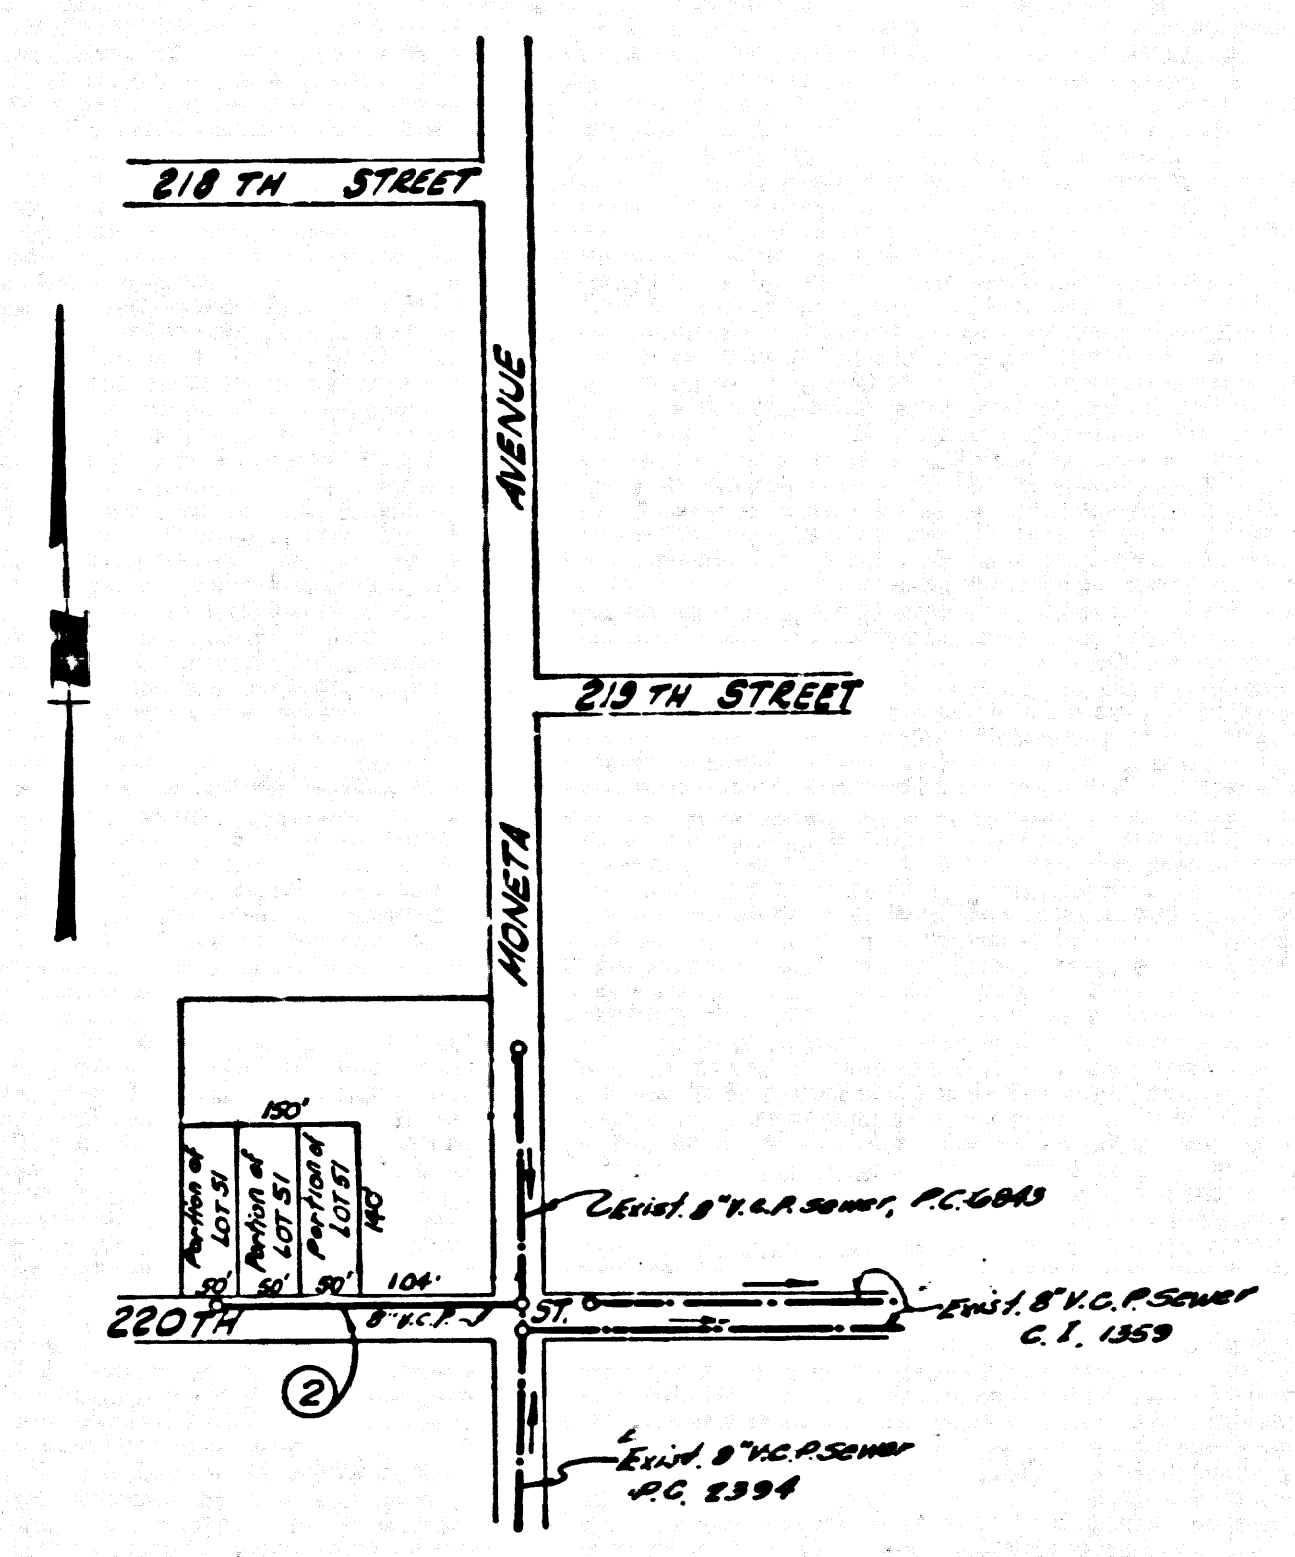 218 TH STREET
AVENUE
219 TH STREET
MONETA
150'
Portion of
LOT 51
Portion of
LOT 51
Portion of
LOT 51
140'
50'
50'
50'
104'
Exist. 8" V.C.P. Sewer, P.C. 6843
220 TH
8" V.C.P.
ST.
Exist. 8" V.C.P. Sewer
C. I. 1359
2
Exist. 8" V.C.P. Sewer
P.C. 2394